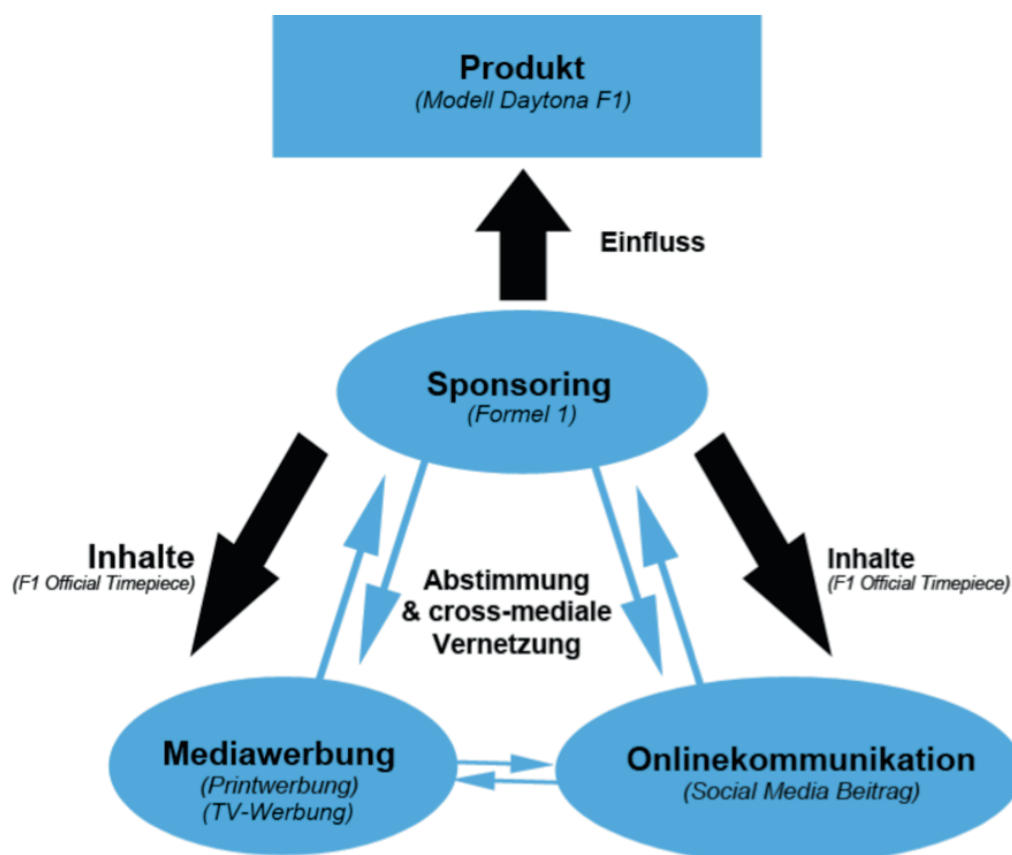 Produkt
(Modell Daytona F1)
Einfluss
Sponsoring
(Formel 1)
Inhalte
(F1 Official Timepiece)
Inhalte
(F1 Official Timepiece)
Abstimmung
& cross-mediale
Vernetzung
Mediawerbung
(Printwerbung)
(TV-Werbung)
Onlinekommunikation
(Social Media Beitrag)